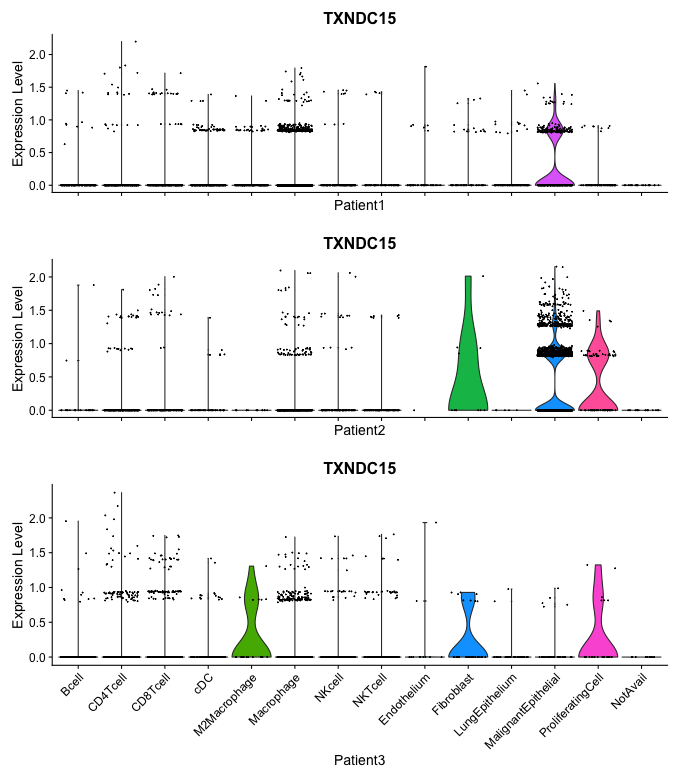 TXNDC15
Expression Level
2.0
1.5
1.0
0.5
0.0
Patient1
TXNDC15
Expression Level
2.0
1.5
1.0
0.5
0.0
Patient2
TXNDC15
Expression Level
2.0
1.5
1.0
0.5
0.0
Bcell
CD4Tcell
CD8Tcell
cDC
M2Macrophage
Macrophage
NKcell
NKTcell
Endothelium
Fibroblast
LungEpithelium
MalignantEpithelial
ProliferatingCell
NotAvail
Patient3